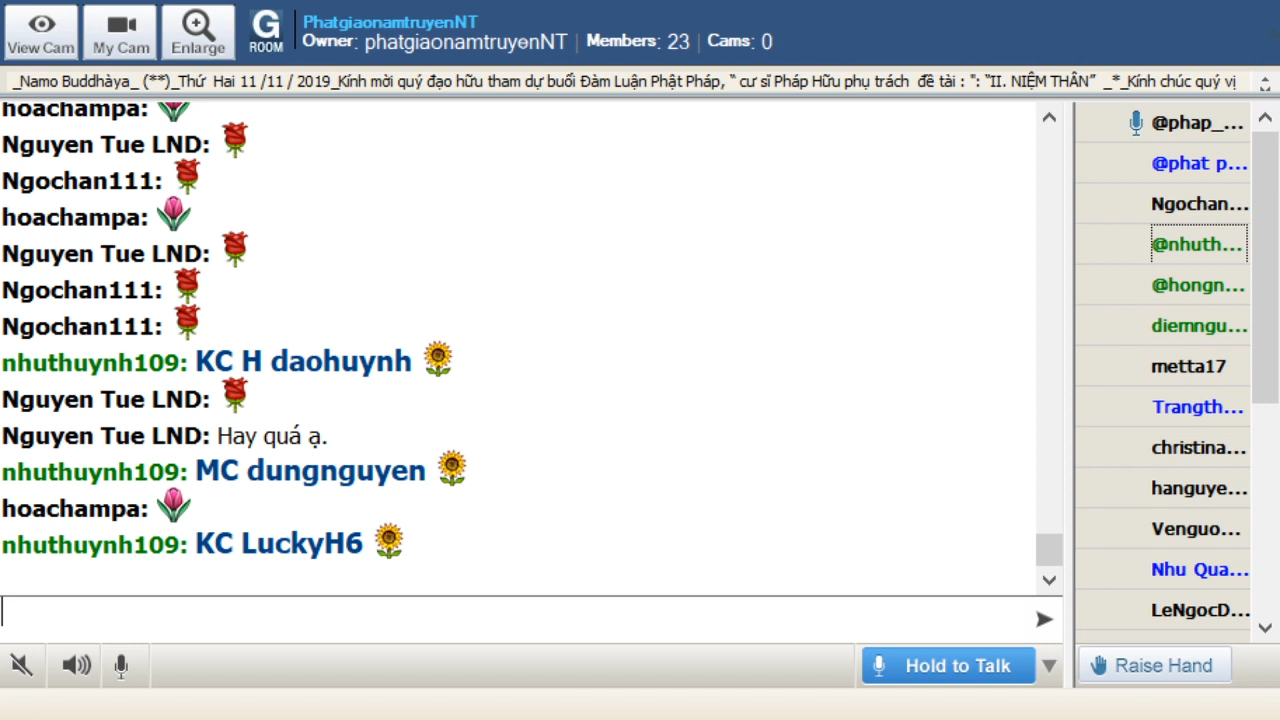 View Cam
My Cam
Enlarge
G
ROOM
PhatgiaonamtruyenNT
Owner: phatgiaonamtruyenNT | Members: 23 | Cams: 0
_Namo Buddhàya_ (**)_Thứ Hai 11 /11 / 2019_Kính mời quý đạo hữu tham dự buổi Đàm Luận Phật Pháp, “ cư sĩ Pháp Hữu phụ trách đề tài : ": “II. NIỆM THÂN” _*_Kính chúc quý vị
hoachampa:
Nguyen Tue LND:
Ngochan111:
hoachampa:
Nguyen Tue LND:
Ngochan111:
Ngochan111:
nhuthuynh109: KC H daohuynh
Nguyen Tue LND:
Nguyen Tue LND: Hay quá ạ.
nhuthuynh109: MC dungnguyen
hoachampa:
nhuthuynh109: KC LuckyH6
@phap_...
@phat p...
Ngochan...
@nhuth...
@hongn...
diemngu...
metta17
Trangth...
christina...
hanguye...
Venguo...
Nhu Qua...
LeNgocD...
Hold to Talk
Raise Hand